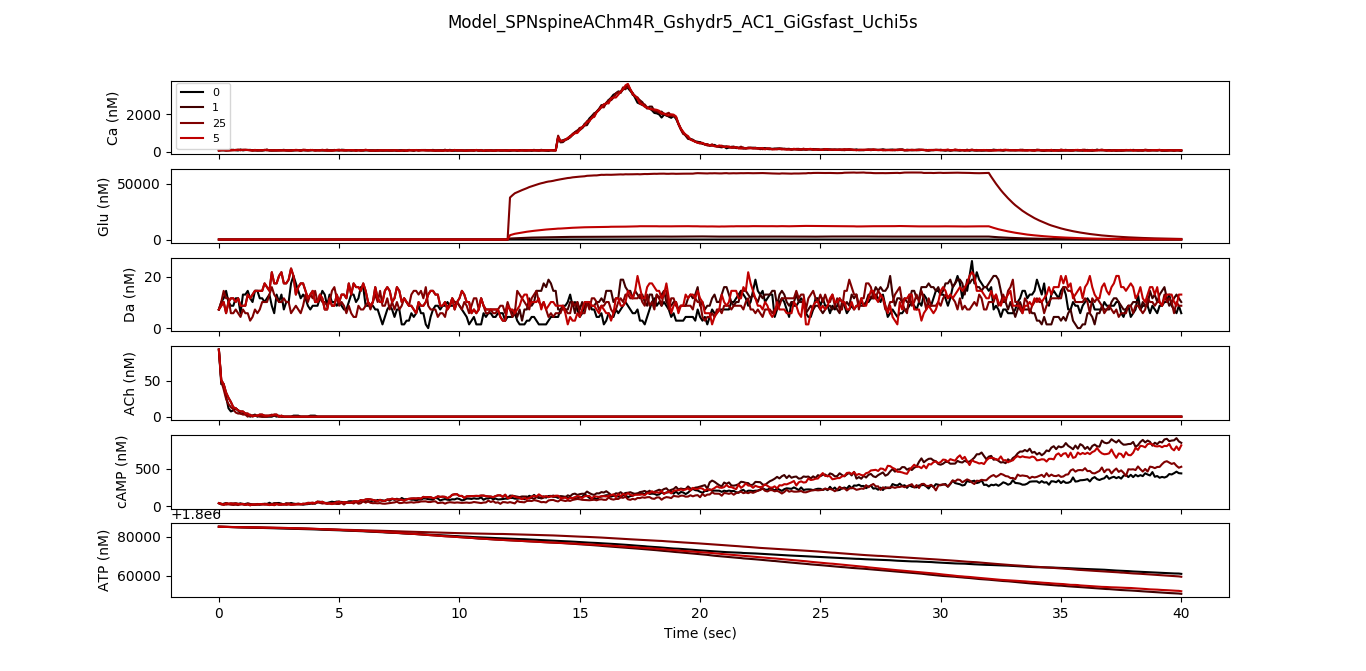 Model_SPNspineAChm4R_Gshydr5_AC1_GiGsfast_Uchi5s
Ca (nM)
2000
0
0
1
25
5
Glu (nM)
50000
0
Da (nM)
20
0
ACh (nM)
50
0
cAMP (nM)
500
0
+1.8e6
ATP (nM)
80000
60000
0 5 10 15 20 25 30 35 40
Time (sec)